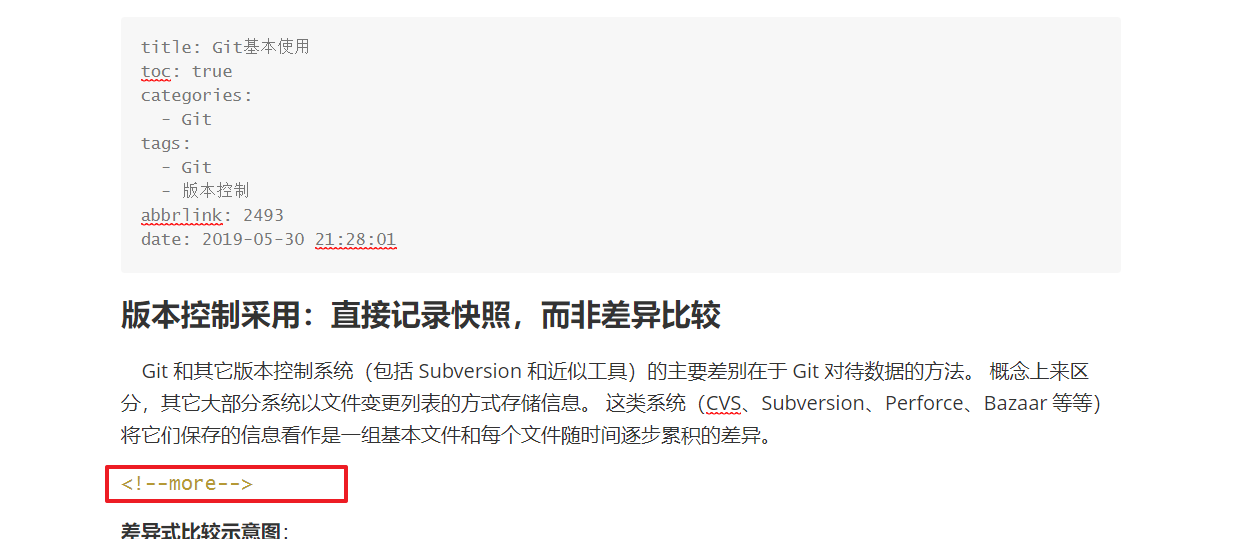 title: Git基本使用
toc: true
categories:
  - Git
tags:
  - Git
  - 版本控制
abbrlink: 2493
date: 2019-05-30 21:28:01
版本控制采用：直接记录快照，而非差异比较
Git 和其它版本控制系统（包括 Subversion 和近似工具）的主要差别在于 Git 对待数据的方法。 概念上来区
分，其它大部分系统以文件变更列表的方式存储信息。 这类系统（CVS、Subversion、Perforce、Bazaar 等等）
将它们保存的信息看作是一组基本文件和每个文件随时间逐步累积的差异。
<!--more-->
差异式比较示意图：